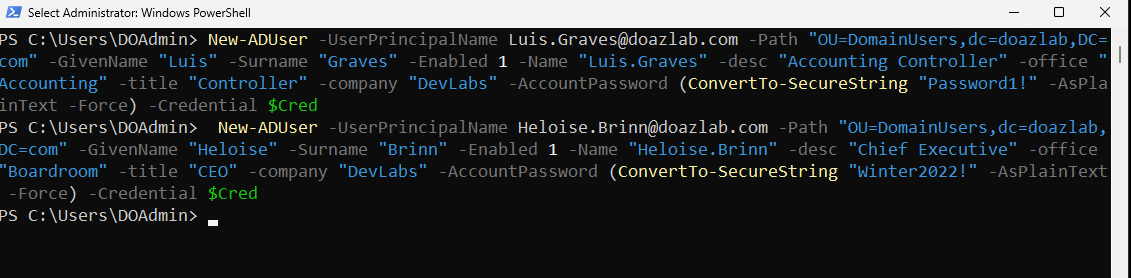 Select Administrator: Windows PowerShell
PS C:\Users\DOAdmin> New-ADUser -UserPrincipalName Luis.Graves@doazlab.com -Path "OU=DomainUsers,dc=doazlab,DC=
com" -GivenName "Luis" -Surname "Graves" -Enabled 1 -Name "Luis.Graves" -desc "Accounting Controller" -office "
Accounting" -title "Controller" -company "DevLabs" -AccountPassword (ConvertTo-SecureString "Password1!" -AsPla
inText -Force) -Credential $Cred
PS C:\Users\DOAdmin>  New-ADUser -UserPrincipalName Heloise.Brinn@doazlab.com -Path "OU=DomainUsers,dc=doazlab,
DC=com" -GivenName "Heloise" -Surname "Brinn" -Enabled 1 -Name "Heloise.Brinn" -desc "Chief Executive" -office
"Boardroom" -title "CEO" -company "DevLabs" -AccountPassword (ConvertTo-SecureString "Winter2022!" -AsPlainText
 -Force) -Credential $Cred
PS C:\Users\DOAdmin>